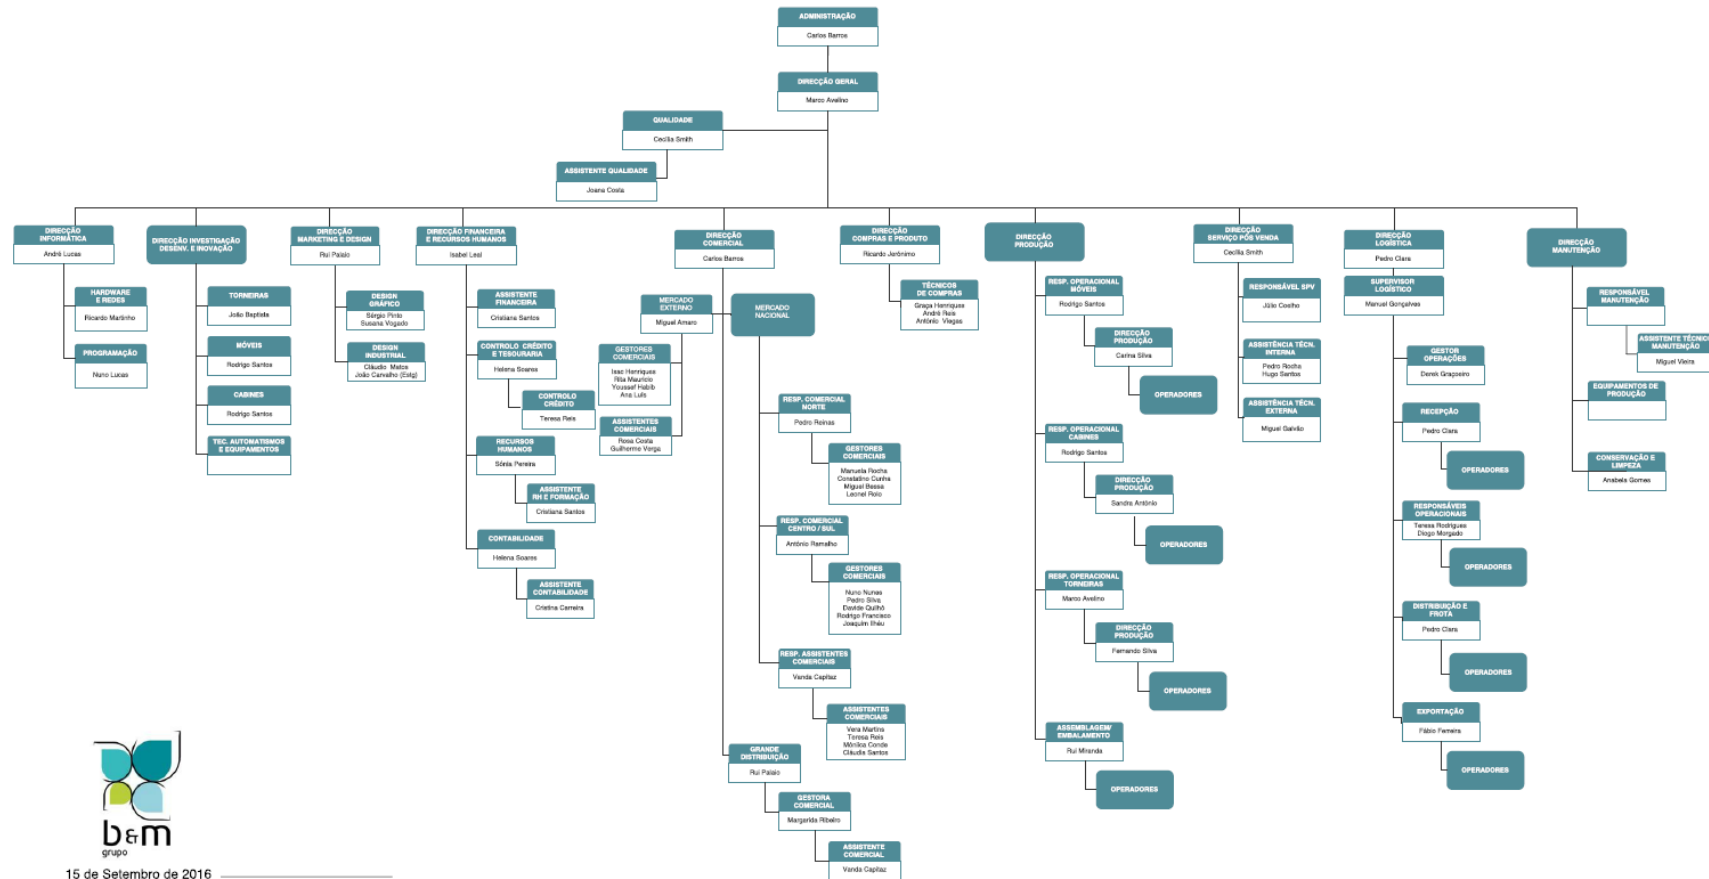 ADMINISTRAÇÃO
Carlos Barros
DIRECÇÃO GERAL
Marco Avelino
QUALIDADE
Cecília Smith
ASSISTENTE QUALIDADE
Joana Costa
DIRECÇÃO
INFORMÁTICA
André Lucas
HARDWARE
E REDES
Ricardo Martinho
PROGRAMAÇÃO
Nuno Lucas
DIRECÇÃO INVESTIGAÇÃO
DESENV. E INOVAÇÃO
TORNEIRAS
João Baptista
MÓVEIS
Rodrigo Santos
CABINES
Rodrigo Santos
TEC. AUTOMATISMOS
E EQUIPAMENTOS
DIRECÇÃO
MARKETING E DESIGN
Rui Palaio
DESIGN
GRÁFICO
Sérgio Pinto
Susana Vogado
DESIGN
INDUSTRIAL
Cláudio Matos
João Carvalho (Estg)
DIRECÇÃO FINANCEIRA
E RECURSOS HUMANOS
Isabel Leal
ASSISTENTE
FINANCEIRA
Cristiana Santos
CONTROLO CRÉDITO
E TESOURARIA
Helena Soares
CONTROLO
CRÉDITO
Teresa Reis
RECURSOS
HUMANOS
Sónia Pereira
ASSISTENTE
RH E FORMAÇÃO
Cristiana Santos
CONTABILIDADE
Helena Soares
ASSISTENTE
CONTABILIDADE
Cristina Carreira
DIRECÇÃO
COMERCIAL
Carlos Barros
MERCADO
EXTERNO
Miguel Amaro
GESTORES
COMERCIAIS
Isac Henriques
Rita Maurício
Youssef Habib
Ana Luís
ASSISTENTES
COMERCIAIS
Rosa Costa
Guilherme Verga
MERCADO
NACIONAL
RESP. COMERCIAL
NORTE
Pedro Reinas
GESTORES
COMERCIAIS
Manuela Rocha
Constatino Cunha
Miguel Bessa
Leonel Rolo
RESP. COMERCIAL
CENTRO / SUL
António Ramalho
GESTORES
COMERCIAIS
Nuno Nunes
Pedro Silva
Davide Quilhó
Rodrigo Francisco
Joaquim Ilhéu
RESP. ASSISTENTES
COMERCIAIS
Vanda Capitaz
ASSISTENTES
COMERCIAIS
Vera Martins
Teresa Reis
Mónika Conde
Cláudia Santos
GRANDE
DISTRIBUIÇÃO
Rui Palaio
GESTORA
COMERCIAL
Margarida Ribeiro
ASSISTENTE
COMERCIAL
Vanda Capitaz
DIRECÇÃO
COMPRAS E PRODUTO
Ricardo Jerónimo
TÉCNICOS
DE COMPRAS
Graça Henriques
André Reis
António Viegas
DIRECÇÃO
PRODUÇÃO
RESP. OPERACIONAL
MÓVEIS
Rodrigo Santos
DIRECÇÃO
PRODUÇÃO
Carina Silva
OPERADORES
RESP. OPERACIONAL
CABINES
Rodrigo Santos
DIRECÇÃO
PRODUÇÃO
Sandra António
OPERADORES
RESP. OPERACIONAL
TORNEIRAS
Marco Avelino
DIRECÇÃO
PRODUÇÃO
Fernando Silva
OPERADORES
ASSEMBLAGEM/
EMBALAMENTO
Rui Miranda
OPERADORES
DIRECÇÃO
SERVIÇO PÓS VENDA
Cecília Smith
RESPONSÁVEL SPV
Júlio Coelho
ASSISTÊNCIA TÉCN.
INTERNA
Pedro Rocha
Hugo Santos
ASSISTÊNCIA TÉCN.
EXTERNA
Miguel Galvão
DIRECÇÃO
LOGÍSTICA
Pedro Clara
SUPERVISOR
LOGÍSTICO
Manuel Gonçalves
GESTOR
OPERAÇÕES
Derek Graposeiro
RECEPÇÃO
Pedro Clara
OPERADORES
RESPONSÁVEIS
OPERACIONAIS
Teresa Rodrigues
Diogo Morgado
OPERADORES
DISTRIBUIÇÃO E
FROTA
Pedro Clara
OPERADORES
EXPORTAÇÃO
Fábio Ferreira
OPERADORES
DIRECÇÃO
MANUTENÇÃO
RESPONSÁVEL
MANUTENÇÃO
ASSISTENTE TÉCNICO
MANUTENÇÃO
Miguel Vieira
EQUIPAMENTOS DE
PRODUÇÃO
CONSERVAÇÃO E
LIMPEZA
Anabela Gomes
b&m
grupo
15 de Setembro de 2016